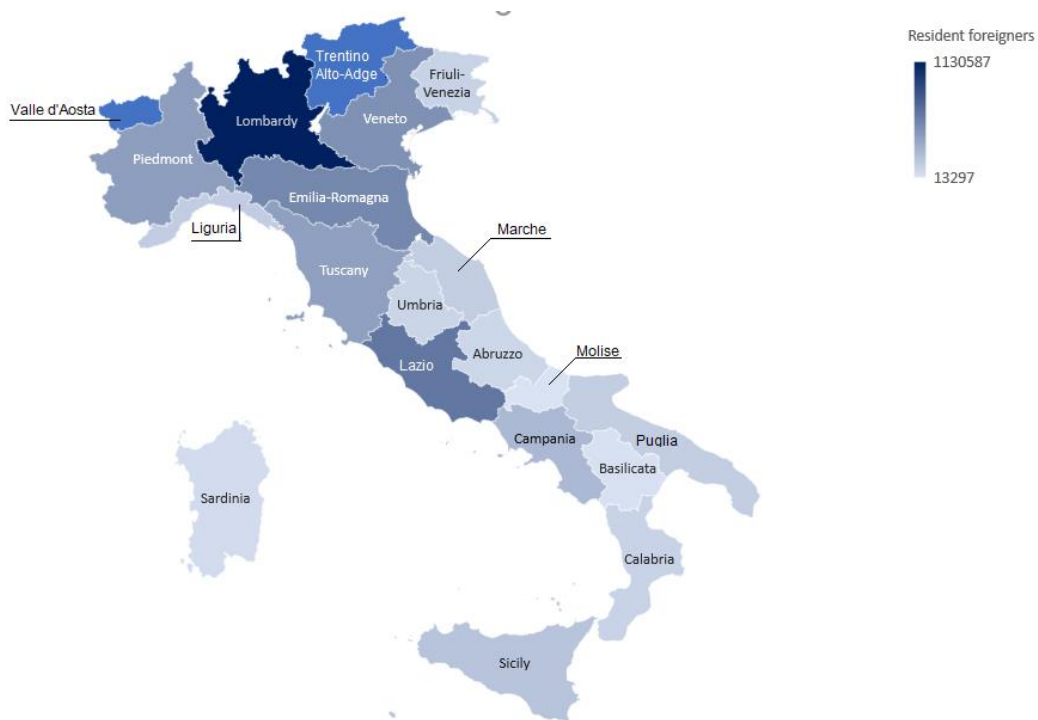 Resident foreigners
1130587
13297
Trentino
Alto-Adge
Friuli-
Venezia
Valle d'Aosta
Lombardy
Veneto
Piedmont
Emilia-Romagna
Liguria
Marche
Tuscany
Umbria
Abruzzo
Molise
Lazio
Campania
Puglia
Basilicata
Sardinia
Calabria
Sicily